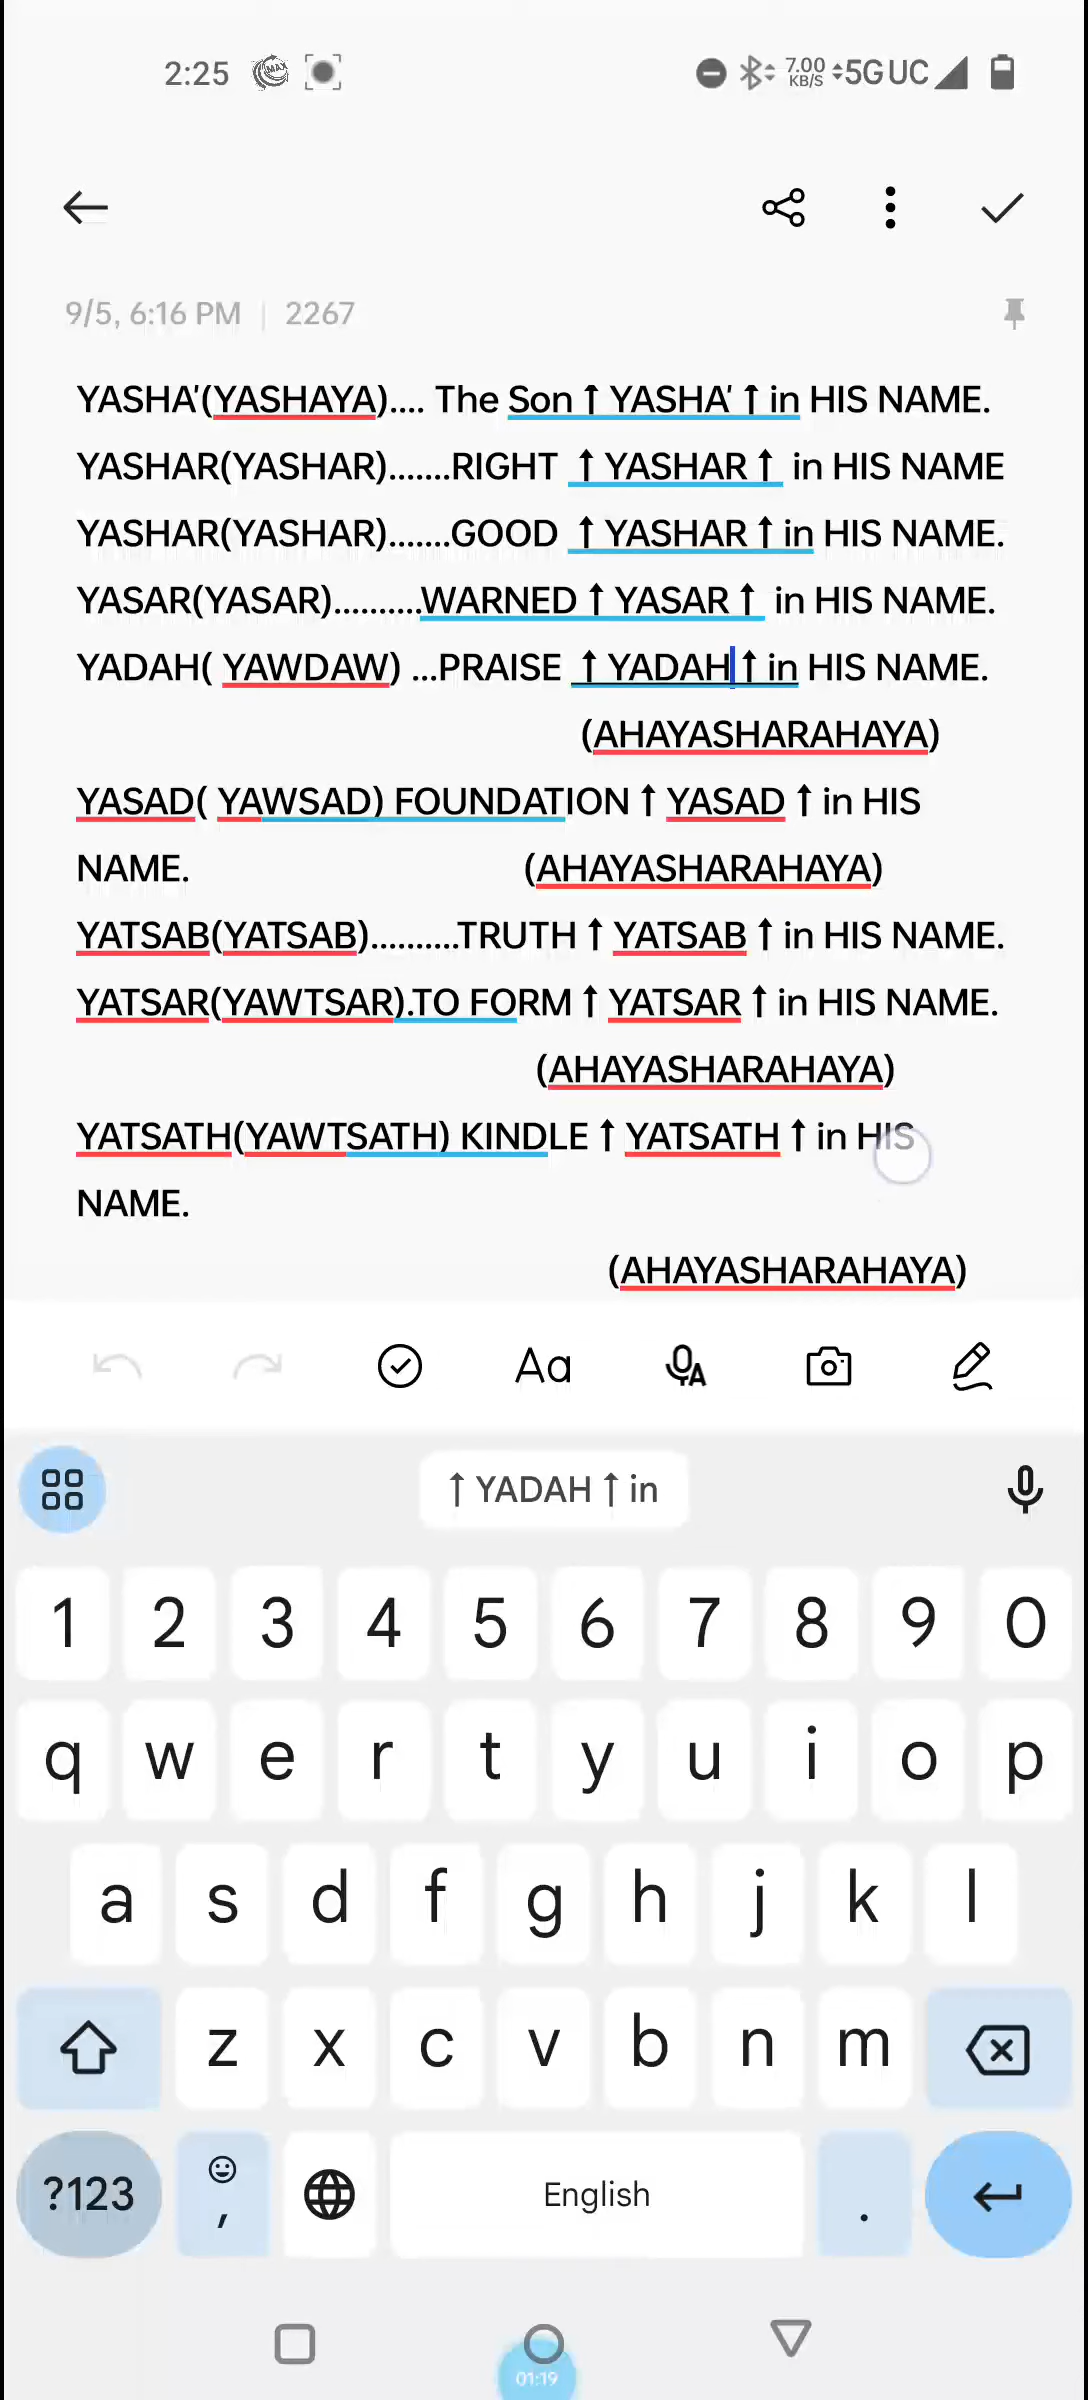 2:25 MAX 7.00 KB/S 5G UC
9/5, 6:16 PM | 2267
YASHA'(YASHAYA).... The Son ↑ YASHA' ↑ in HIS NAME.
YASHAR(YASHAR).......RIGHT ↑ YASHAR ↑ in HIS NAME
YASHAR(YASHAR).......GOOD ↑ YASHAR ↑ in HIS NAME.
YASAR(YASAR)..........WARNED ↑ YASAR ↑ in HIS NAME.
YADAH( YAWDAW) ...PRAISE ↑ YADAH ↑ in HIS NAME.
(AHAYASHARAHAYA)
YASAD( YAWSAD) FOUNDATION ↑ YASAD ↑ in HIS
NAME. (AHAYASHARAHAYA)
YATSAB(YATSAB)..........TRUTH ↑ YATSAB ↑ in HIS NAME.
YATSAR(YAWTSAR).TO FORM ↑ YATSAR ↑ in HIS NAME.
(AHAYASHARAHAYA)
YATSATH(YAWTSATH) KINDLE ↑ YATSATH ↑ in HIS
NAME.
(AHAYASHARAHAYA)
Aa A
↑ YADAH ↑ in
1 2 3 4 5 6 7 8 9 0
q w e r t y u i o p
a s d f g h j k l
z x c v b n m
?123 , English .
01:19